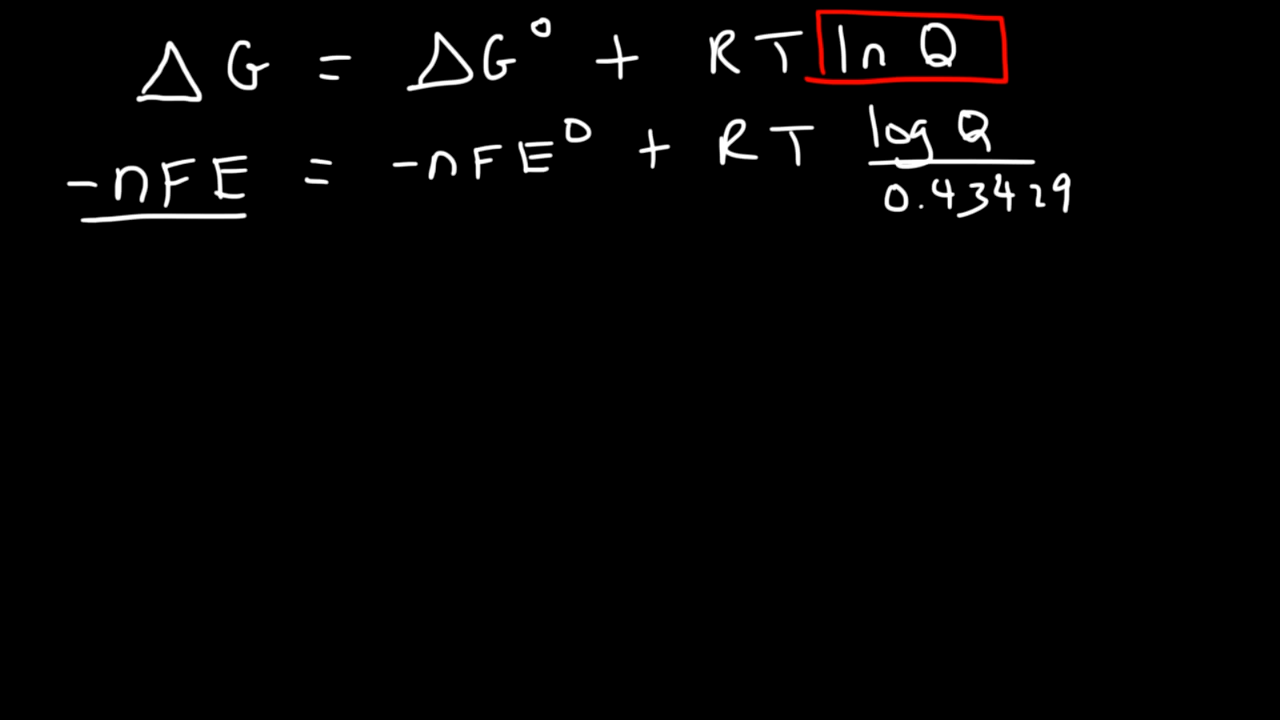 ΔG = ΔG° + RT ln Q
-nFE = -nFE° + RT log Q
0.43429